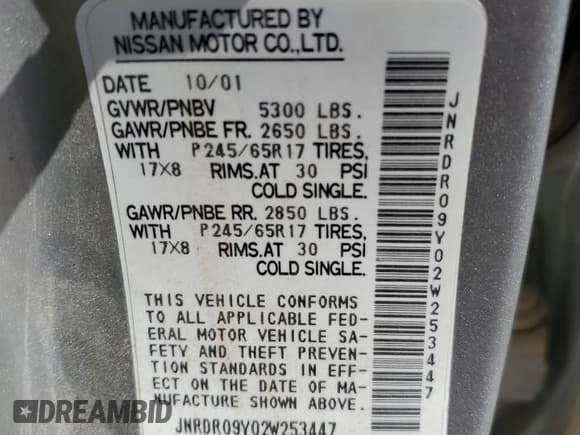 MANUFACTURED BY
NISSAN MOTOR CO.,LTD.
DATE 10/01
GVWR/PNBV 5300 LBS.
GAWR/PNBE FR. 2650 LBS.
WITH P245/65R17 TIRES,
17X8 RIMS.AT 30 PSI
COLD SINGLE.
GAWR/PNBE RR. 2850 LBS.
WITH P245/65R17 TIRES,
17X8 RIMS.AT 30 PSI
COLD SINGLE.
THIS VEHICLE CONFORMS
TO ALL APPLICABLE FED-
ERAL MOTOR VEHICLE SA-
FETY AND THEFT PREVEN-
TION STANDARDS IN EFF-
ECT ON THE DATE OF MA-
NUFACTURE SHOWN ABOVE.
JNRDR09Y02W253447
JNRDR09Y02W253447
DRIVEBIDRIGHT